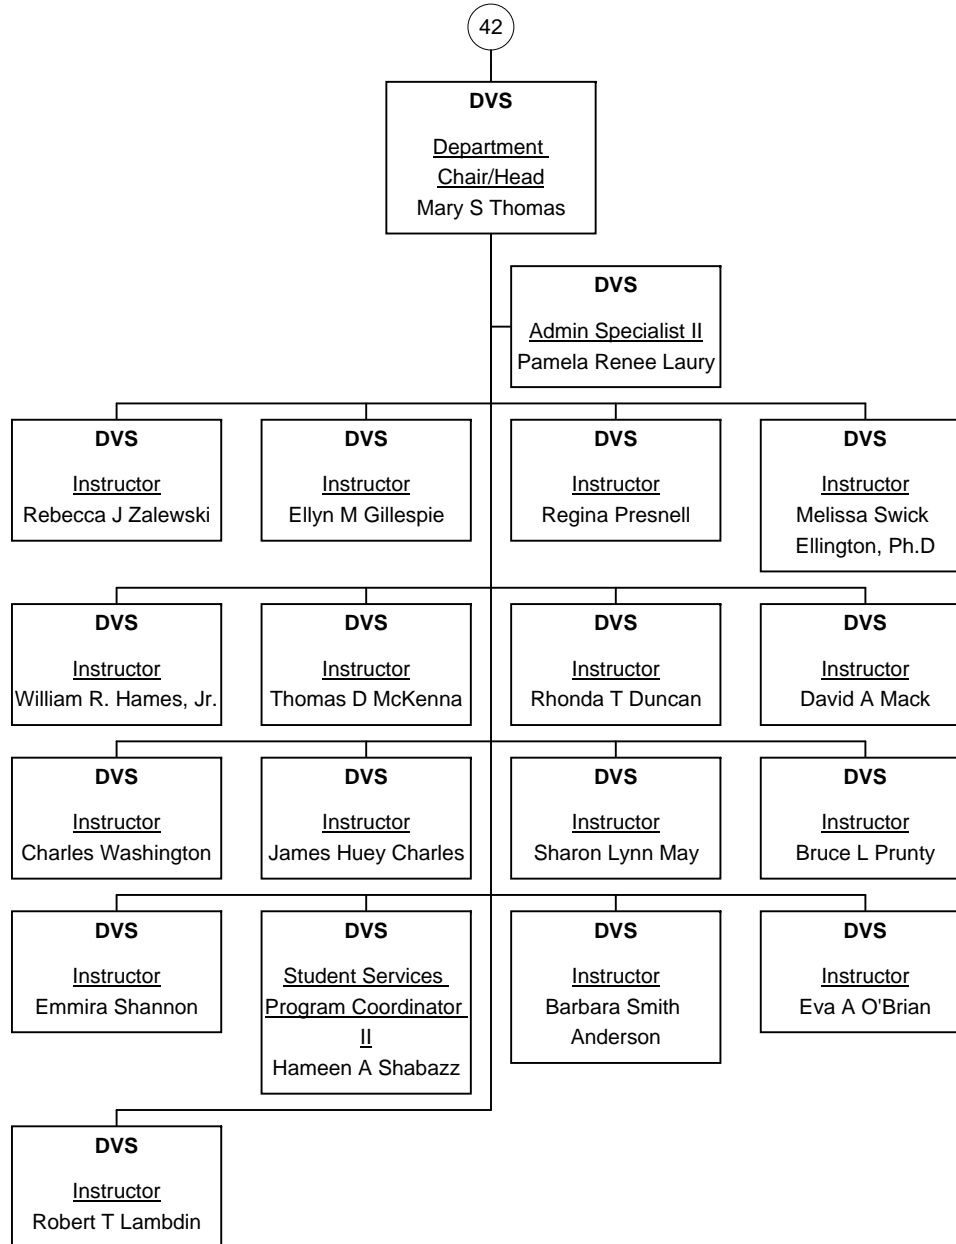 42
DVS
Department
Chair/Head
Mary S Thomas
DVS
Admin Specialist II
Pamela Renee Laury
DVS
Instructor
Rebecca J Zalewski
DVS
Instructor
Ellyn M Gillespie
DVS
Instructor
Regina Presnell
DVS
Instructor
Melissa Swick
Ellington, Ph.D
DVS
Instructor
William R. Hames, Jr.
DVS
Instructor
Thomas D McKenna
DVS
Instructor
Rhonda T Duncan
DVS
Instructor
David A Mack
DVS
Instructor
Charles Washington
DVS
Instructor
James Huey Charles
DVS
Instructor
Sharon Lynn May
DVS
Instructor
Bruce L Prunty
DVS
Instructor
Emmira Shannon
DVS
Student Services
Program Coordinator
II
Hameen A Shabazz
DVS
Instructor
Barbara Smith
Anderson
DVS
Instructor
Eva A O'Brian
DVS
Instructor
Robert T Lambdin